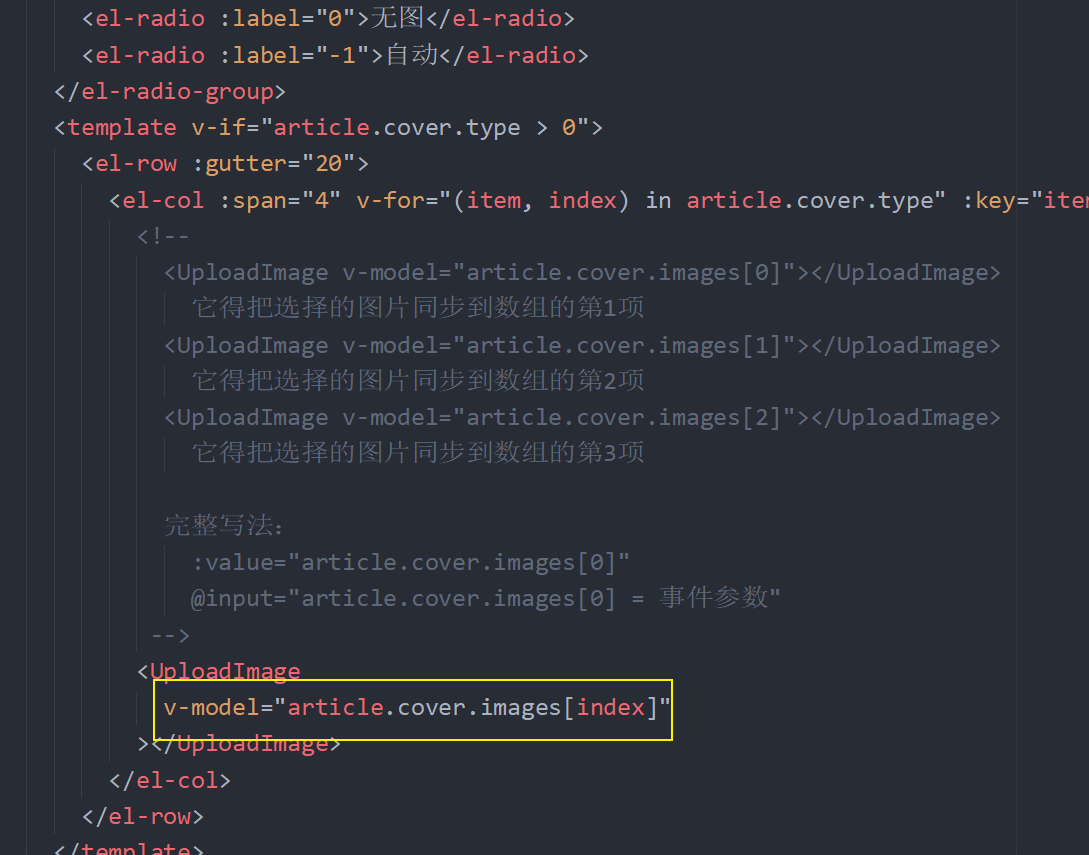 <el-radio :label="0">无图</el-radio>
<el-radio :label="-1">自动</el-radio>
</el-radio-group>
<template v-if="article.cover.type > 0">
<el-row :gutter="20">
<el-col :span="4" v-for="(item, index) in article.cover.type" :key="item
<!--
<UploadImage v-model="article.cover.images[0]"></UploadImage>
它得把选择的图片同步到数组的第1项
<UploadImage v-model="article.cover.images[1]"></UploadImage>
它得把选择的图片同步到数组的第2项
<UploadImage v-model="article.cover.images[2]"></UploadImage>
它得把选择的图片同步到数组的第3项
完整写法:
:value="article.cover.images[0]"
@input="article.cover.images[0] = 事件参数"
-->
<UploadImage
v-model="article.cover.images[index]"
></UploadImage>
</el-col>
</el-row>
</template>